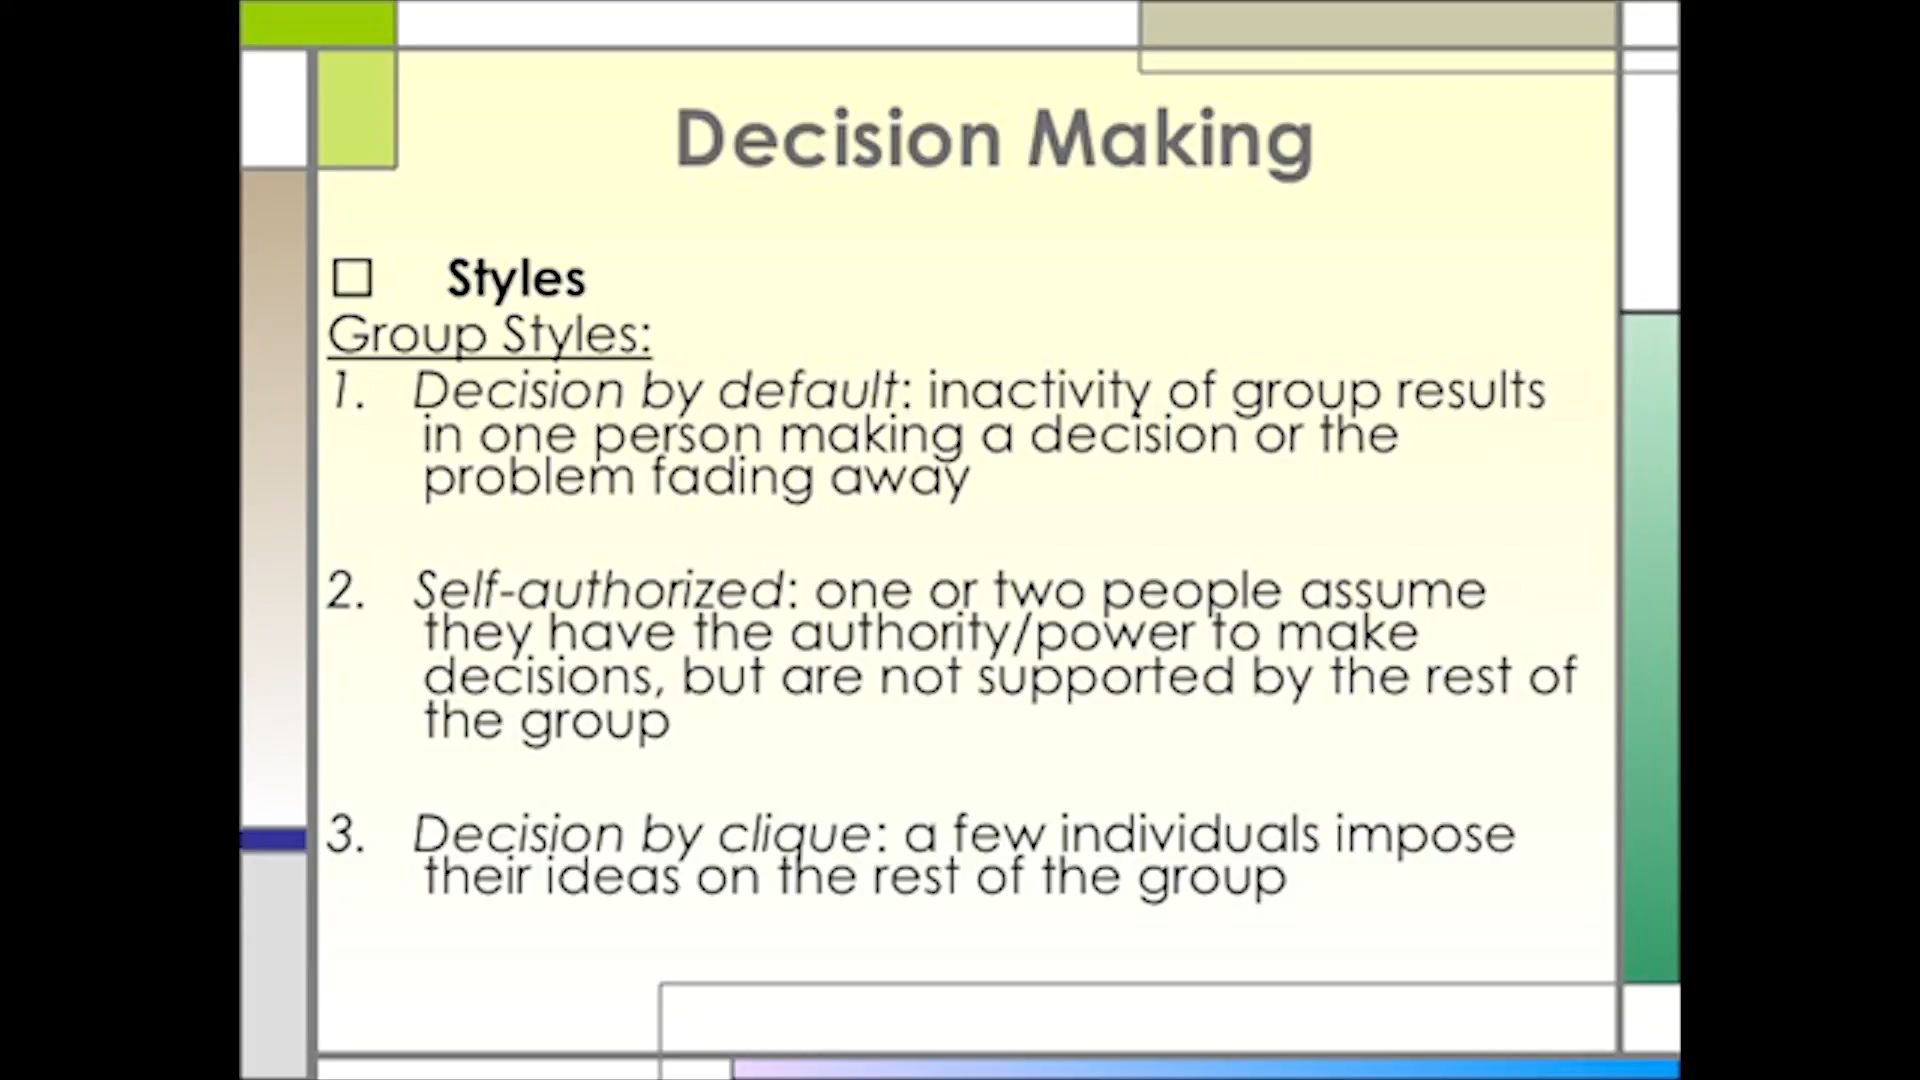 Decision Making
Styles
Group Styles:
1. Decision by default: inactivity of group results
in one person making a decision or the
problem fading away
2. Self-authorized: one or two people assume
they have the authority/power to make
decisions, but are not supported by the rest of
the group
3. Decision by clique: a few individuals impose
their ideas on the rest of the group